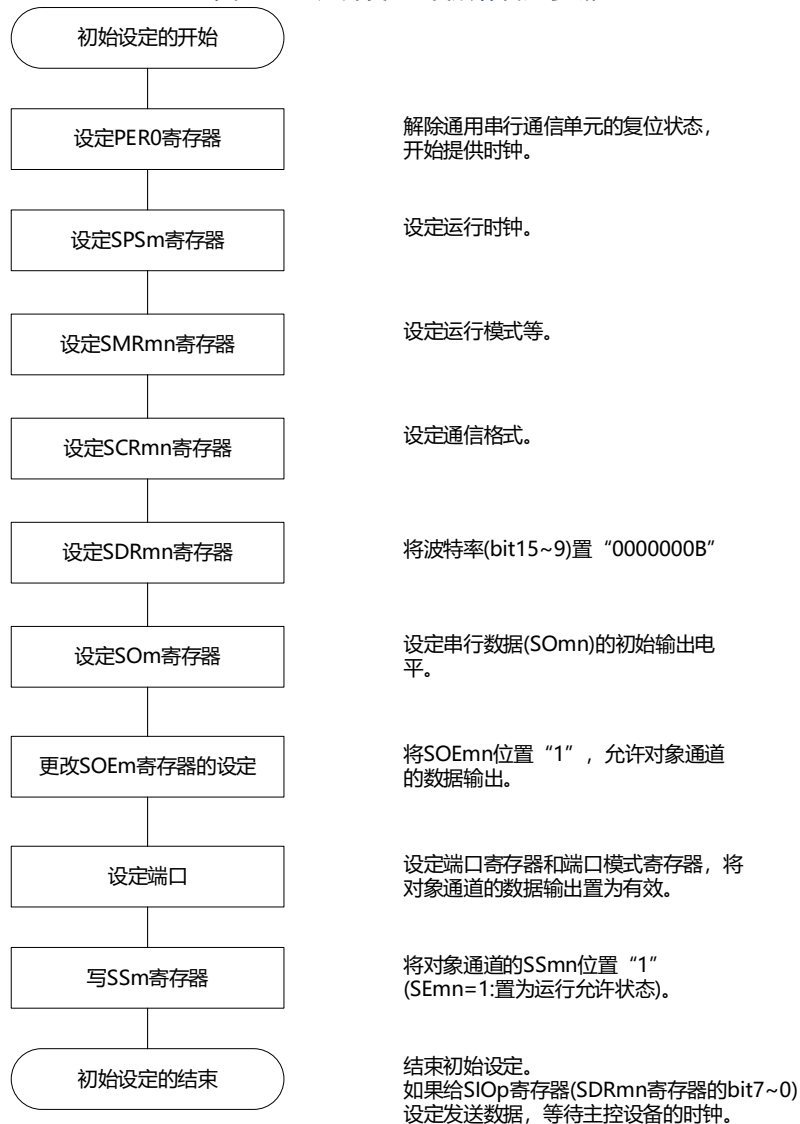 初始设定的开始
设定PER0寄存器
解除通用串行通信单元的复位状态，
开始提供时钟。
设定SPSm寄存器
设定运行时钟。
设定SMRmn寄存器
设定运行模式等。
设定SCRmn寄存器
设定通信格式。
设定SDRmn寄存器
将波特率(bit15~9)置“0000000B”
设定SOm寄存器
设定串行数据(SOmn)的初始输出电
平。
更改SOEm寄存器的设定
将SOEmn位置“1”，允许对象通道
的数据输出。
设定端口
设定端口寄存器和端口模式寄存器，将
对象通道的数据输出置为有效。
写SSm寄存器
将对象通道的SSmn位置“1”
(SEmn=1:置为运行允许状态)。
初始设定的结束
结束初始设定。
如果给SIOp寄存器(SDRmn寄存器的bit7~0)
设定发送数据，等待主控设备的时钟。